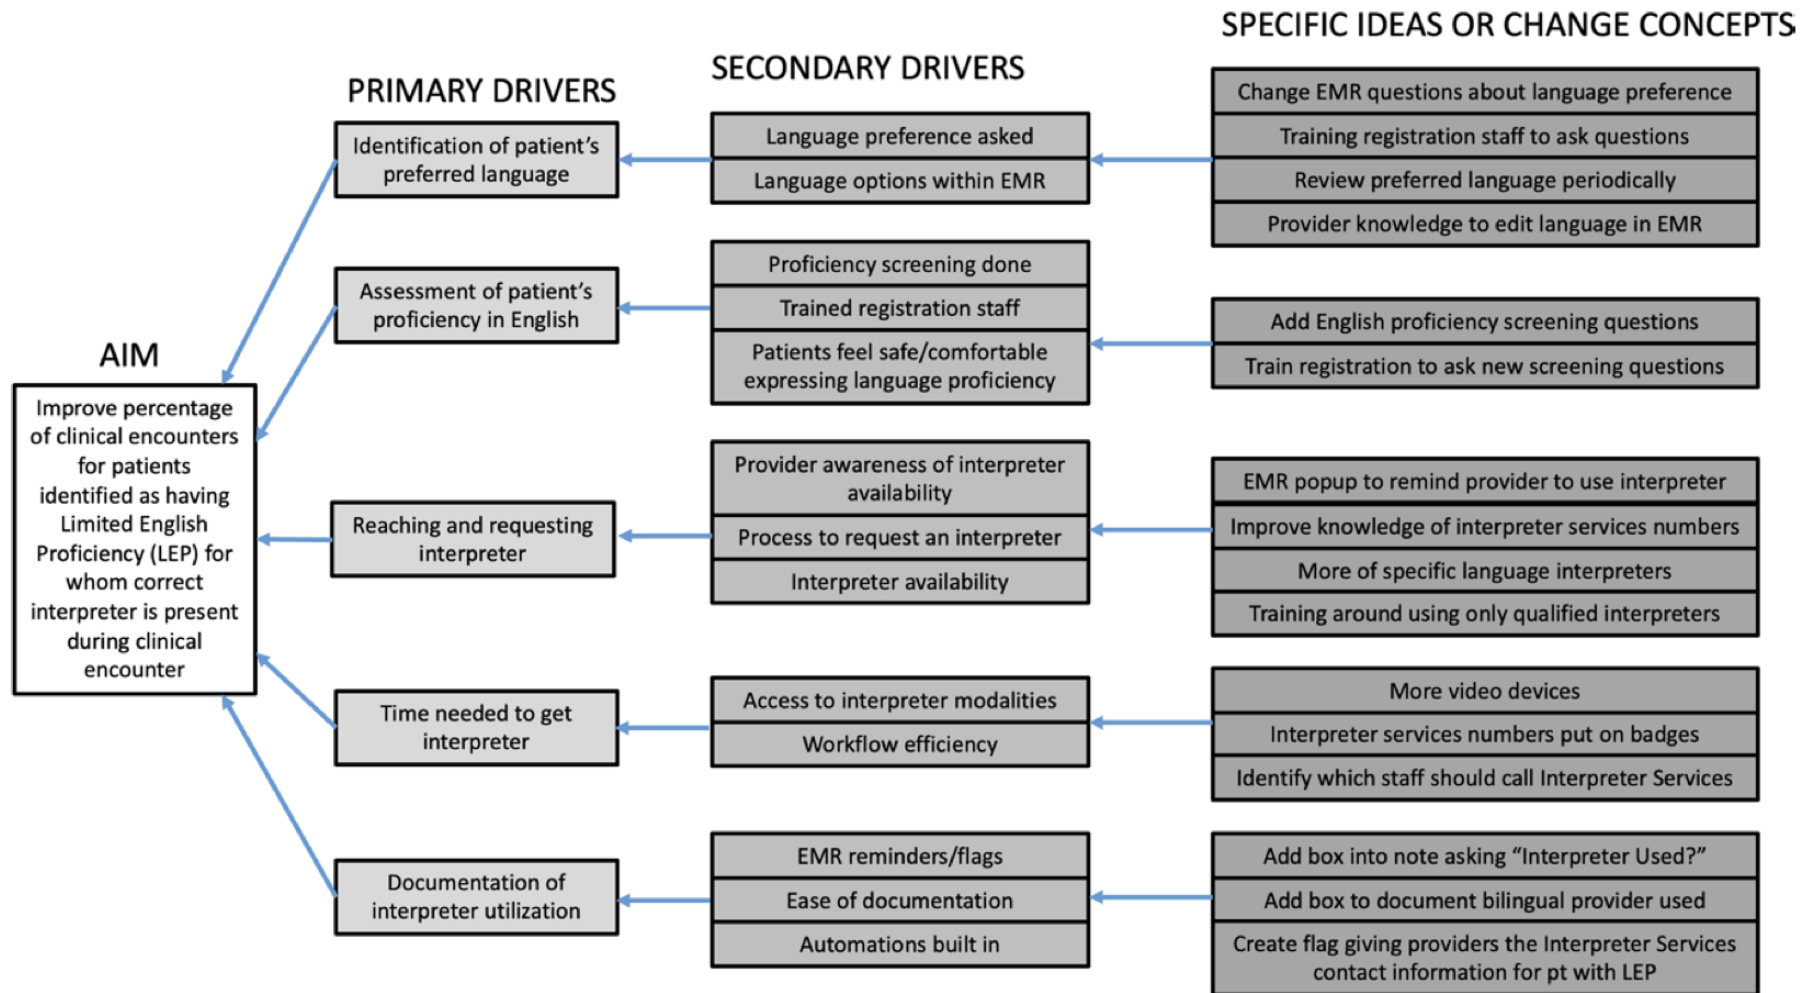 SPECIFIC IDEAS OR CHANGE CONCEPTS
SECONDARY DRIVERS
PRIMARY DRIVERS
AIM
Improve percentage
of clinical encounters
for patients
identified as having
Limited English
Proficiency (LEP) for
whom correct
interpreter is present
during clinical
encounter
Identification of patient’s
preferred language
Language preference asked
Language options within EMR
Change EMR questions about language preference
Training registration staff to ask questions
Review preferred language periodically
Provider knowledge to edit language in EMR
Assessment of patient’s
proficiency in English
Proficiency screening done
Trained registration staff
Patients feel safe/comfortable
expressing language proficiency
Add English proficiency screening questions
Train registration to ask new screening questions
Reaching and requesting
interpreter
Provider awareness of interpreter
availability
Process to request an interpreter
Interpreter availability
EMR popup to remind provider to use interpreter
Improve knowledge of interpreter services numbers
More of specific language interpreters
Training around using only qualified interpreters
Time needed to get
interpreter
Access to interpreter modalities
Workflow efficiency
More video devices
Interpreter services numbers put on badges
Identify which staff should call Interpreter Services
Documentation of
interpreter utilization
EMR reminders/flags
Ease of documentation
Automations built in
Add box into note asking “Interpreter Used?”
Add box to document bilingual provider used
Create flag giving providers the Interpreter Services
contact information for pt with LEP